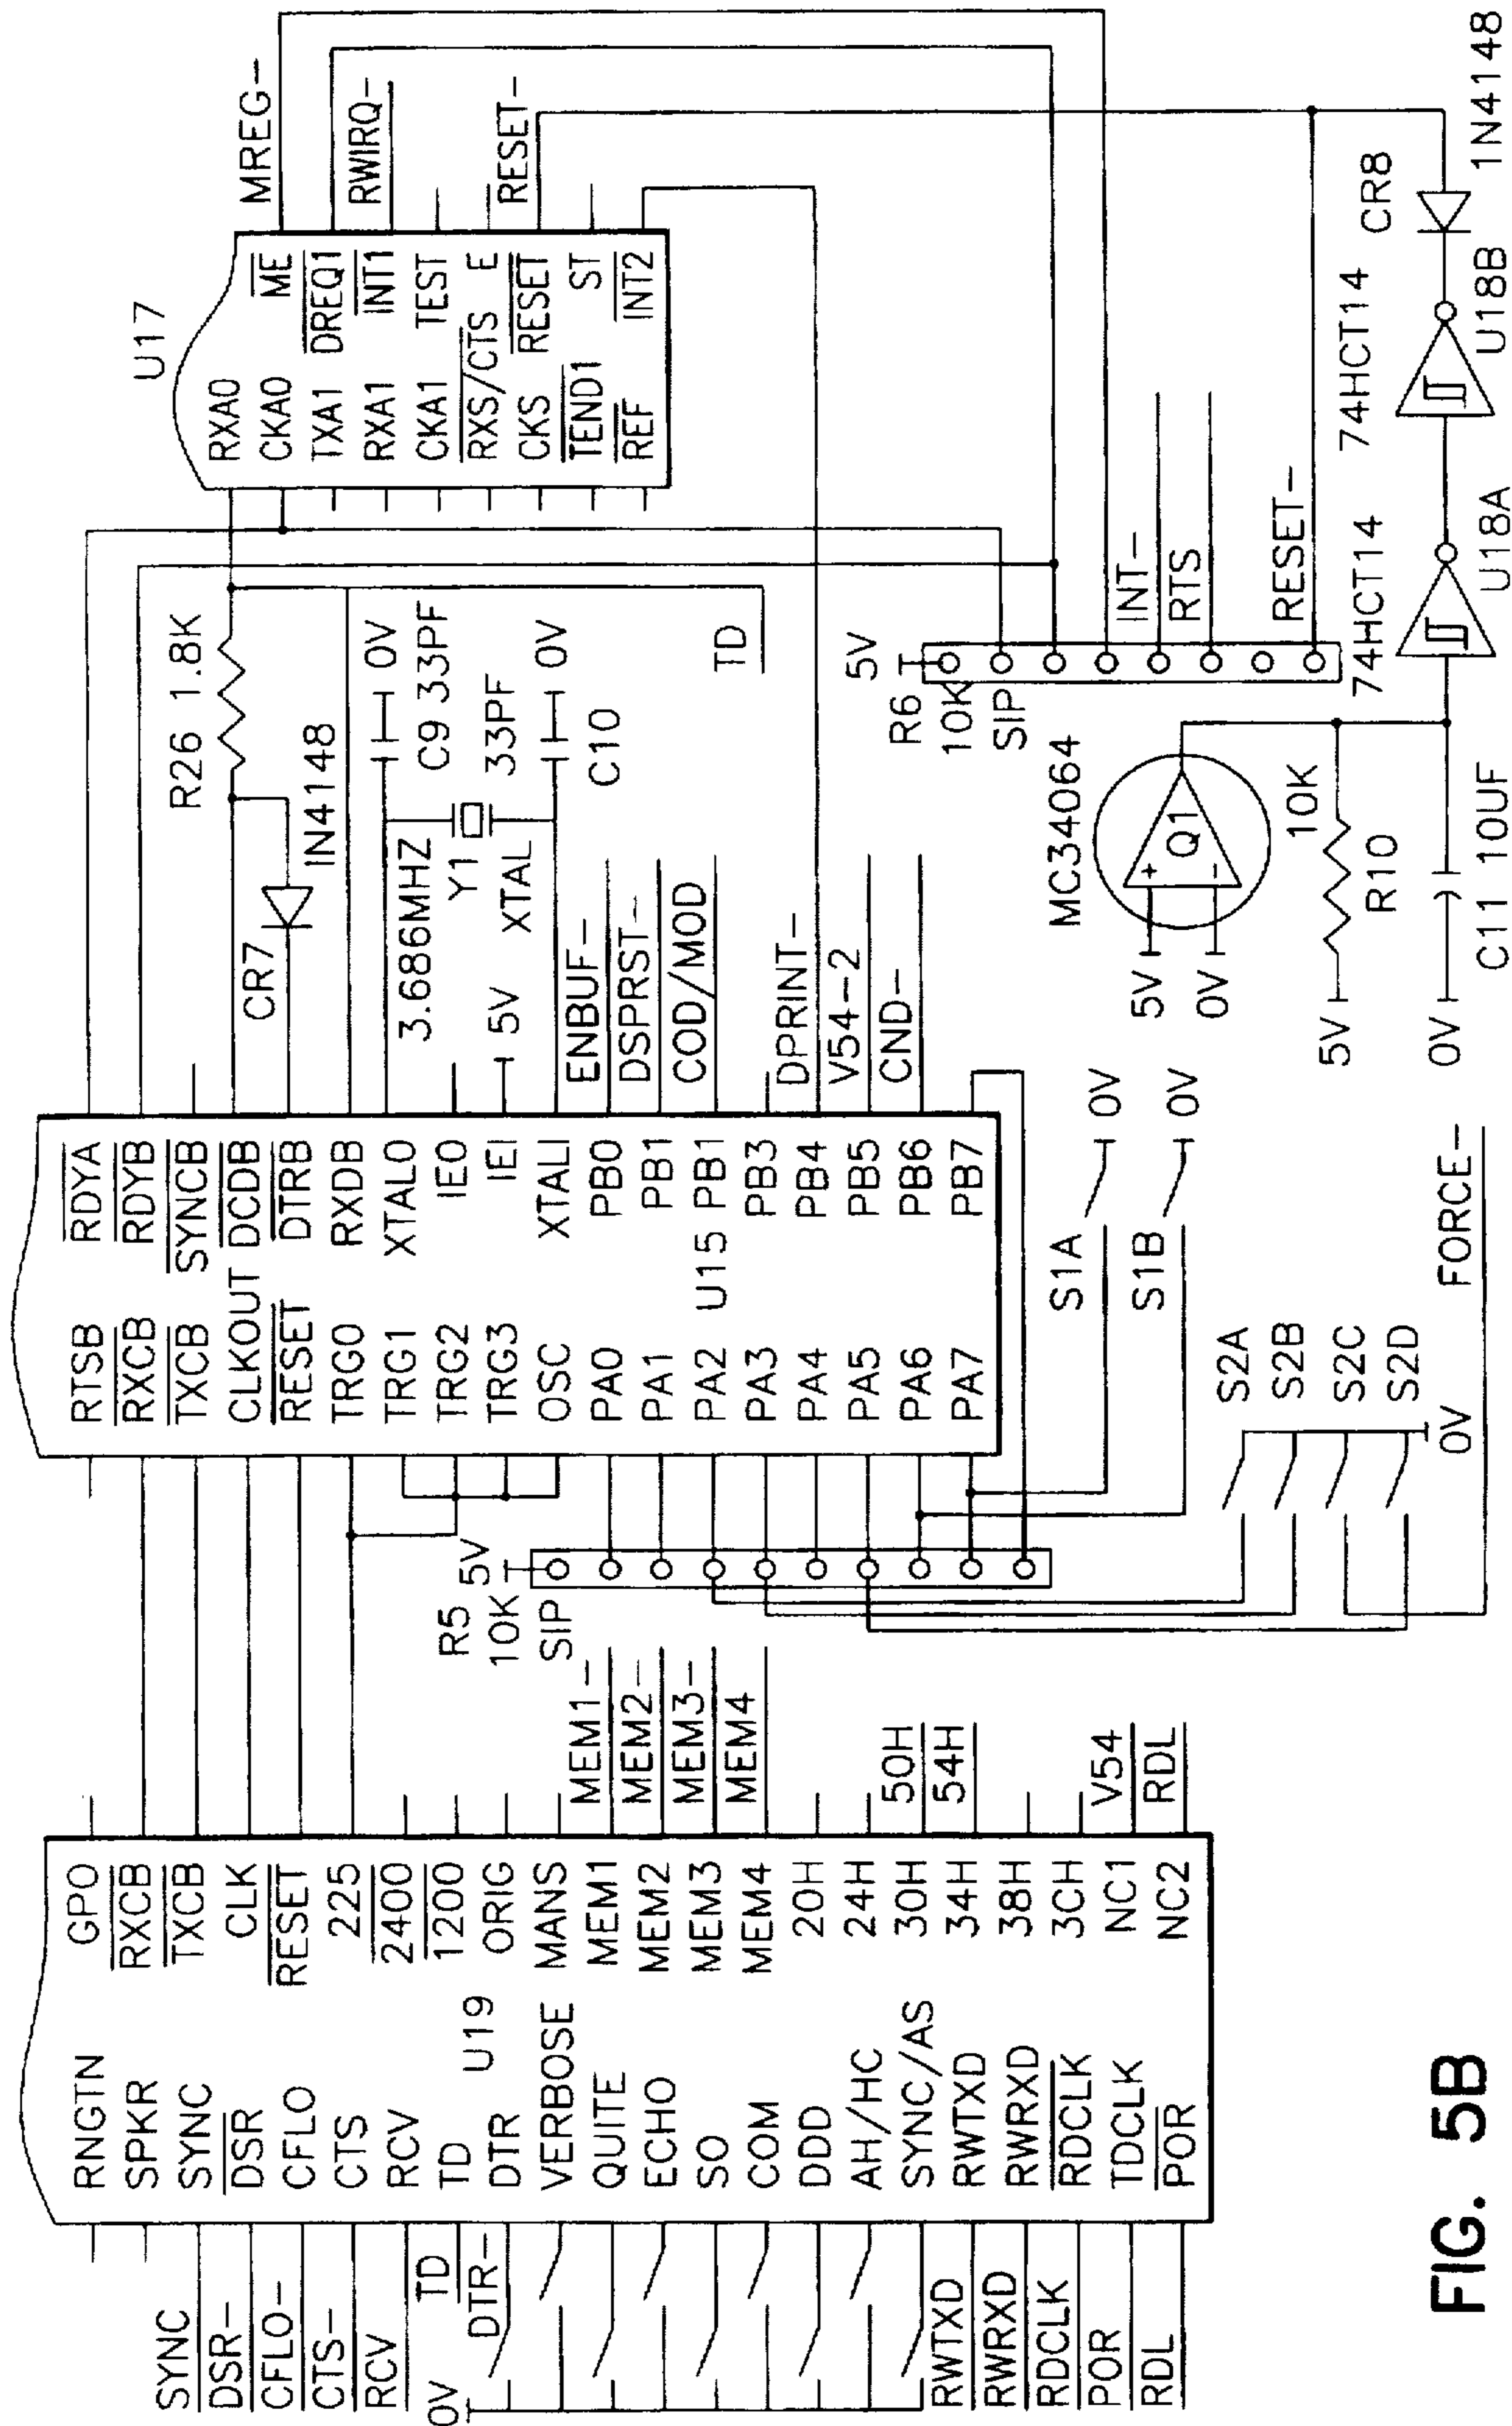 SYNC
DSR-
CFLO-
CTS-
RCV
0V
TD
DTR-
RWTXD
RWRXD
RDCLK
POR
RDL
RNGTN
SPKR
SYNC
DSR
CFLO
CTS
RCV
TD
DTR
VERBOSE
QUITE
ECHO
SO
COM
DDD
AH/HC
SYNC/AS
RWTXD
RWRXD
RDCLK
TDCLK
POR
U19
GPO
RXCB
TXCB
CLK
RESET
225
2400
1200
ORIG
MANS
MEM1
MEM2
MEM3
MEM4
20H
24H
30H
34H
38H
3CH
NC1
NC2
MEM1-
MEM2-
MEM3-
MEM4
50H
54H
V54
RDL
R5
10K
SIP
5V
RTSB
RXCB
TXCB
CLKOUT
RESET
TRG0
TRG1
TRG2
TRG3
OSC
PA0
PA1
PA2
PA3
PA4
PA5
PA6
PA7
U15
RDYA
RDYB
SYNCB
DCDB
DTRB
RXDB
XTALO
IEO
IEI
XTALI
PB0
PB1
PB1
PB3
PB4
PB5
PB6
PB7
S2A
S2B
S2C
S2D
0V
FORCE-
S1A
0V
S1B
0V
CR7
1N4148
R26 1.8K
3.686MHZ
Y1
XTAL
5V
0V
C9 33PF
33PF
0V
C10
ENBUF-
DSPRST-
COD/MOD
DPRINT-
V54-2
CND-
TD
U17
RXA0
CKA0
TXA1
RXA1
CKA1
RXS/CTS
CKS
TEND1
REF
ME
DREQ1
INT1
TEST
E
RESET
ST
INT2
MREG-
RWIRQ-
RESET-
5V
R6
10K
SIP
INT-
RTS
RESET-
MC34064
Q1
+
-
5V
0V
10K
5V
R10
0V
C11 10UF
74HCT14
U18A
74HCT14
U18B
CR8
1N4148
FIG. 5B